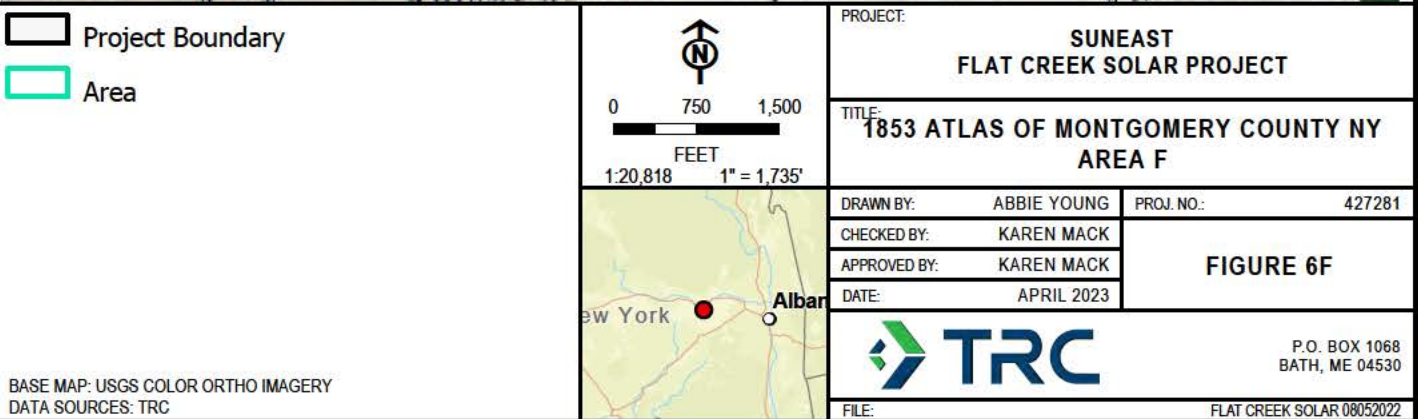 Project Boundary
Area
BASE MAP: USGS COLOR ORTHO IMAGERY
DATA SOURCES: TRC
N
0 750 1,500
FEET
1:20,818 1" = 1,735'
ew York
Alban
PROJECT:
SUNEAST
FLAT CREEK SOLAR PROJECT
TITLE:
1853 ATLAS OF MONTGOMERY COUNTY NY
AREA F
DRAWN BY: ABBIE YOUNG
CHECKED BY: KAREN MACK
APPROVED BY: KAREN MACK
DATE: APRIL 2023
PROJ. NO.: 427281
FIGURE 6F
TRC
P.O. BOX 1068
BATH, ME 04530
FILE: FLAT CREEK SOLAR 08052022